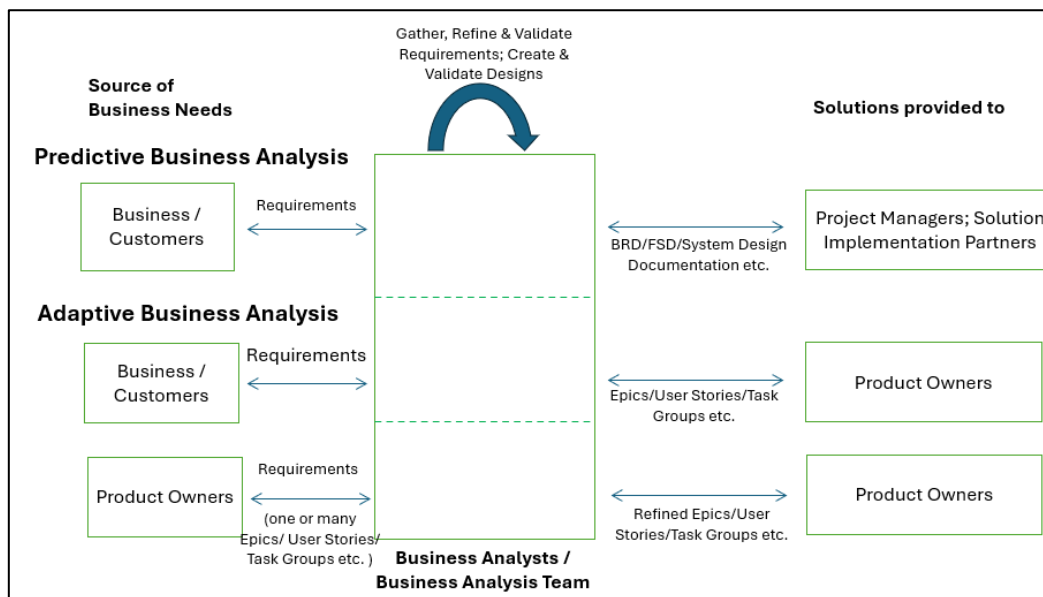 Gather, Refine & Validate
Requirements; Create &
Validate Designs
Source of
Business Needs
Solutions provided to
Predictive Business Analysis
Business /
Customers
Requirements
BRD/FSD/System Design
Documentation etc.
Project Managers; Solution
Implementation Partners
Adaptive Business Analysis
Business /
Customers
Requirements
Epics/User Stories/Task
Groups etc.
Product Owners
Product Owners
Requirements
(one or many
Epics/ User Stories/
Task Groups etc. )
Refined Epics/User
Stories/Task Groups etc.
Product Owners
Business Analysts /
Business Analysis Team